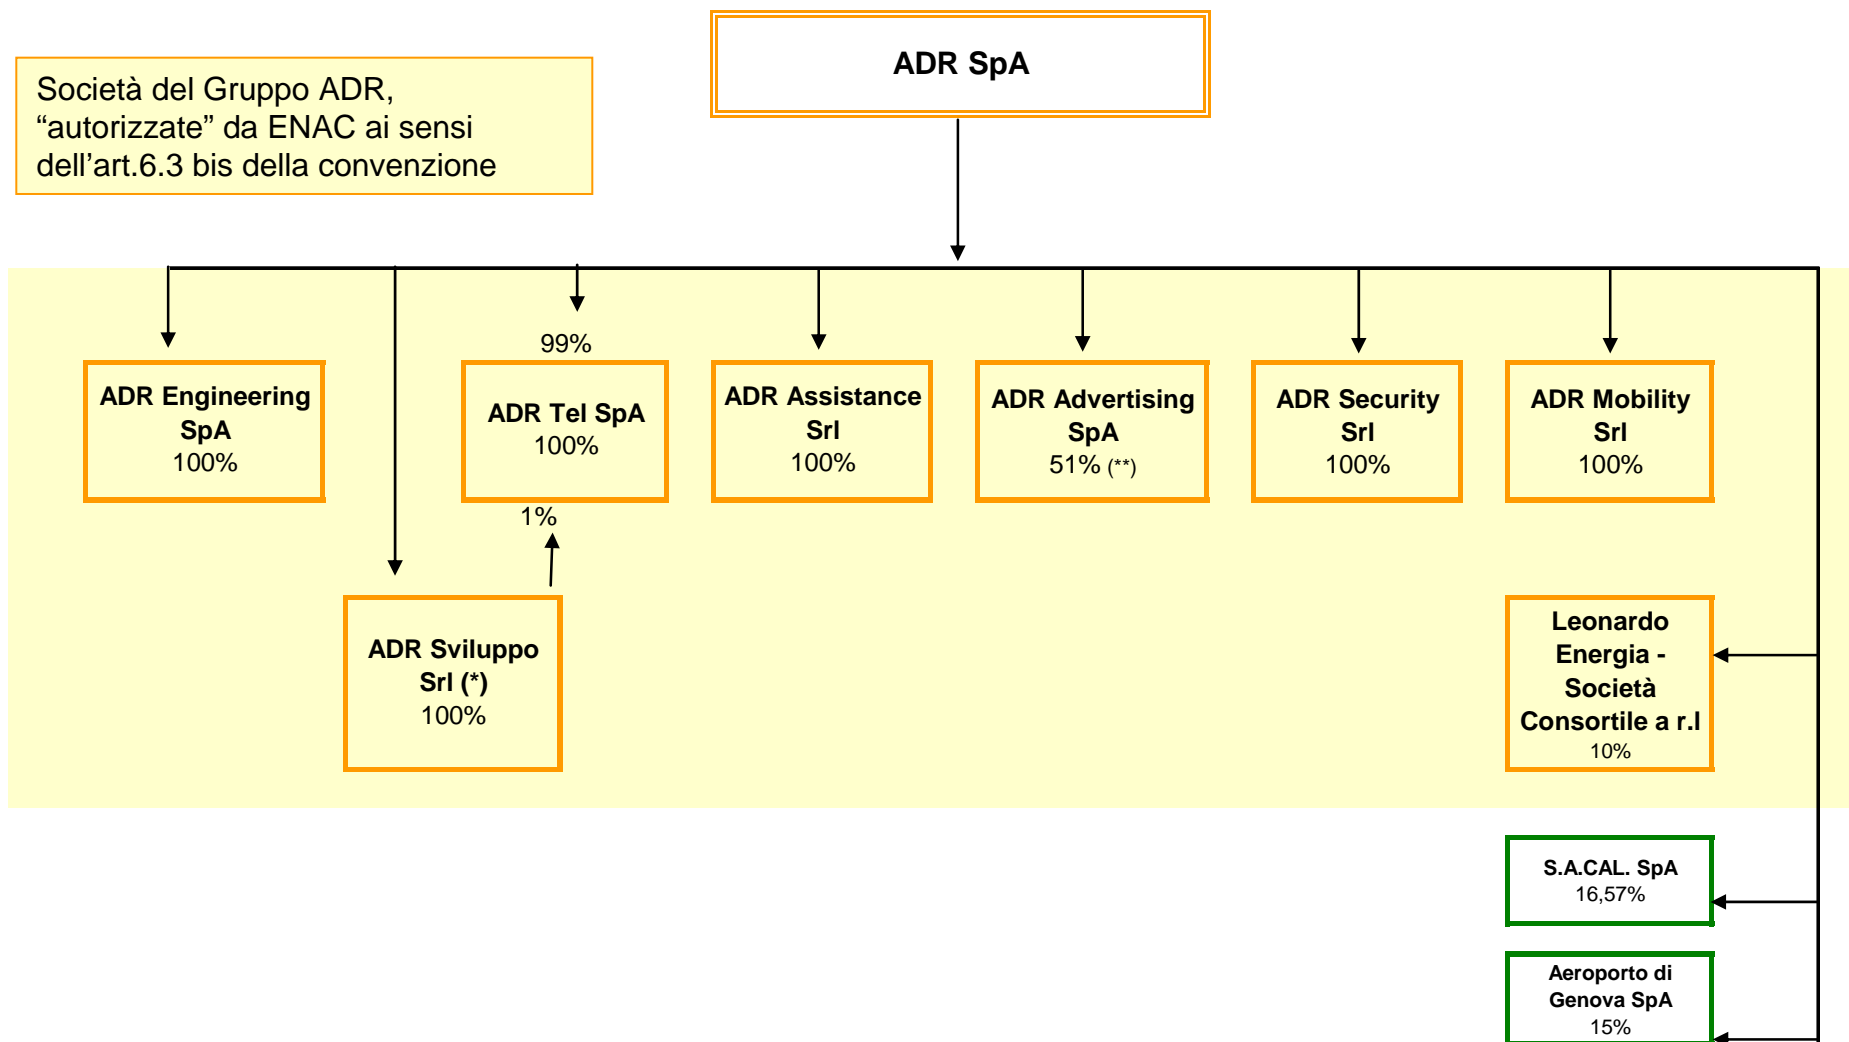 ADR SpA
Società del Gruppo ADR,
“autorizzate” da ENAC ai sensi
dell’art.6.3 bis della convenzione
99%
ADR Engineering
SpA
100%
ADR Tel SpA
100%
ADR Assistance
Srl
100%
ADR Advertising
SpA
51% (**)
ADR Security
Srl
100%
ADR Mobility
Srl
100%
1%
ADR Sviluppo
Srl (*)
100%
Leonardo
Energia -
Società
Consortile a r.l
10%
S.A.CAL. SpA
16,57%
Aeroporto di
Genova SpA
15%